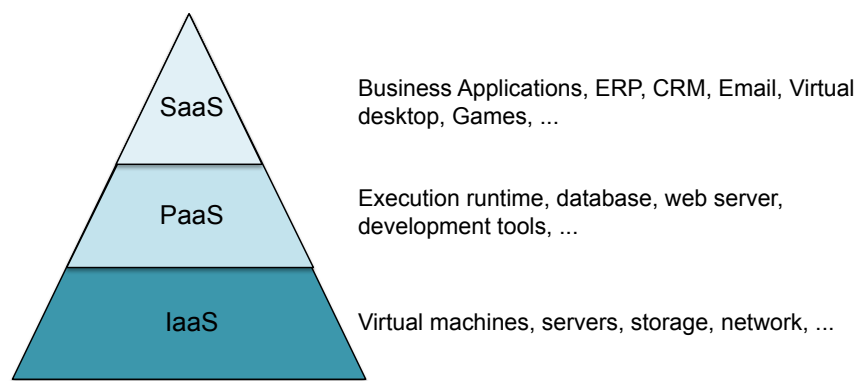 SaaS
Business Applications, ERP, CRM, Email, Virtual
desktop, Games, ...
PaaS
Execution runtime, database, web server,
development tools, ...
IaaS
Virtual machines, servers, storage, network, ...